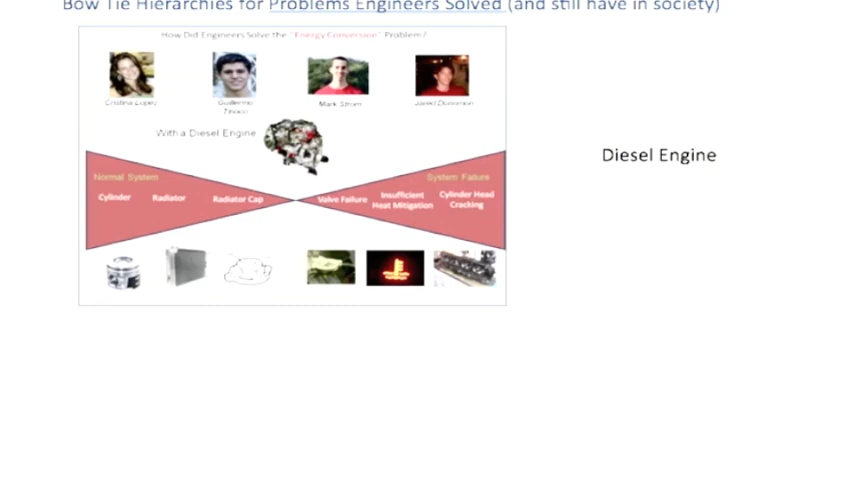 Bow Tie Hierarchies for Problems Engineers Solved (and still have in society)
How Did Engineers Solve the "Energy Conversion" Problem?
Cristina Lopez
Guillermo
Tinoco
Mark Strom
Jared
With a Diesel Engine
Diesel Engine
Normal System
System Failure
Cylinder
Radiator
Radiator Cap
Valve Failure
Insufficient
Heat Mitigation
Cylinder Head
Cracking